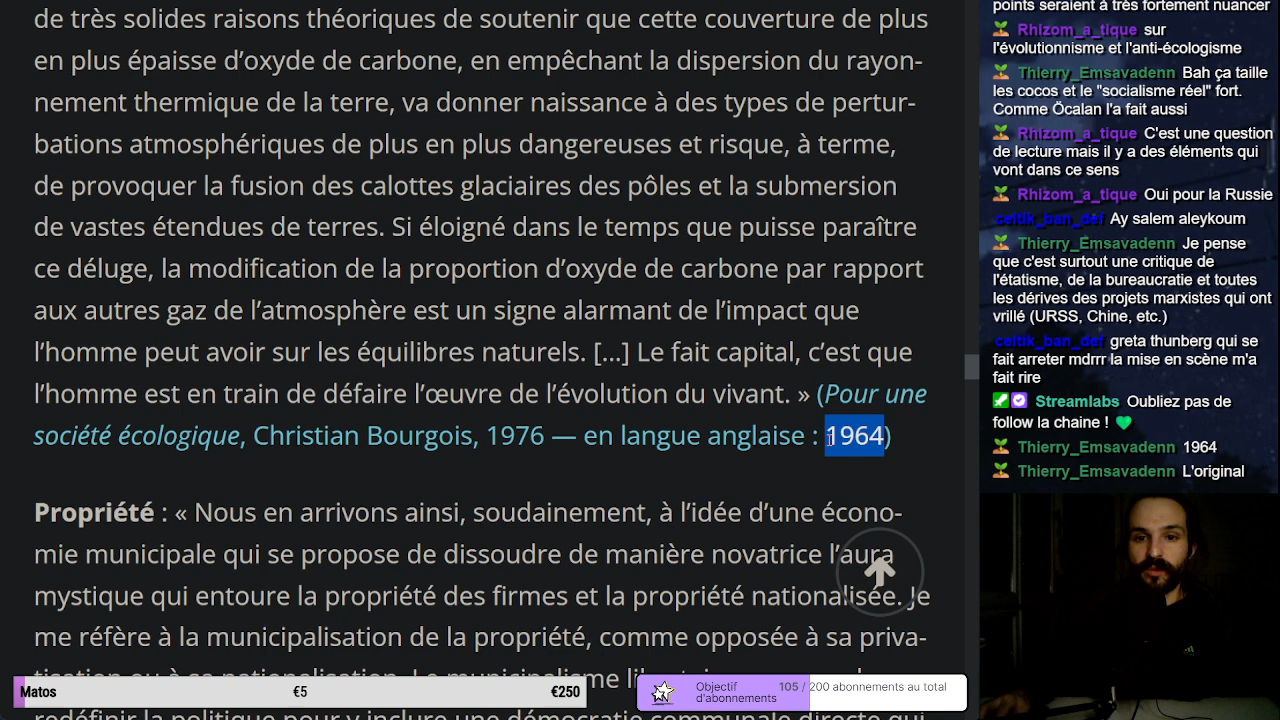 de très solides raisons théoriques de soutenir que cette couverture de plus
en plus épaisse d’oxyde de carbone, en empêchant la dispersion du rayon-
nement thermique de la terre, va donner naissance à des types de pertur-
bations atmosphériques de plus en plus dangereuses et risque, à terme,
de provoquer la fusion des calottes glaciaires des pôles et la submersion
de vastes étendues de terres. Si éloigné dans le temps que puisse paraître
ce déluge, la modification de la proportion d’oxyde de carbone par rapport
aux autres gaz de l’atmosphère est un signe alarmant de l’impact que
l’homme peut avoir sur les équilibres naturels. […] Le fait capital, c’est que
l’homme est en train de défaire l’œuvre de l’évolution du vivant. » (Pour une
société écologique, Christian Bourgois, 1976 — en langue anglaise : 1964)
Propriété : « Nous en arrivons ainsi, soudainement, à l’idée d’une écono-
mie municipale qui se propose de dissoudre de manière novatrice l’aura
mystique qui entoure la propriété des firmes et la propriété nationalisée. Je
me réfère à la municipalisation de la propriété, comme opposée à sa priva-
Matos €5 €250
Objectif
d'abonnements
105 / 200 abonnements au total
points seraient à très fortement nuancer
Rhizom_a_tique sur
l'évolutionnisme et l'anti-écologisme
Thierry_Emsavadenn Bah ça taille
les cocos et le "socialisme réel" fort.
Comme Öcalan l'a fait aussi
Rhizom_a_tique C'est une question
de lecture mais il y a des éléments qui
vont dans ce sens
Rhizom_a_tique Oui pour la Russie
celtik_ban_def Ay salem aleykoum
Thierry_Emsavadenn Je pense
que c'est surtout une critique de
l'étatisme, de la bureaucratie et toutes
les dérives des projets marxistes qui ont
vrillé (URSS, Chine, etc.)
celtik_ban_def greta thunberg qui se
fait arreter mdrrr la mise en scène m'a
fait rire
Streamlabs Oubliez pas de
follow la chaine !
Thierry_Emsavadenn 1964
Thierry_Emsavadenn L'original